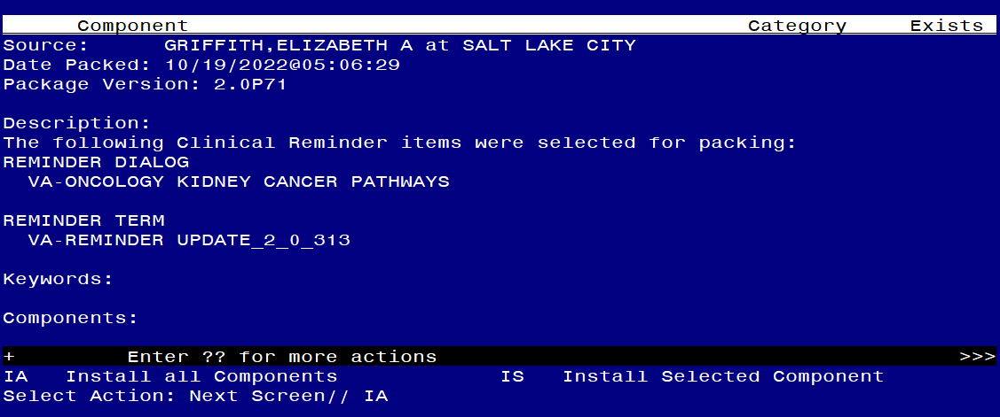 Component Category Exists
Source: GRIFFITH,ELIZABETH A at SALT LAKE CITY
Date Packed: 10/19/2022@05:06:29
Package Version: 2.0P71
Description:
The following Clinical Reminder items were selected for packing:
REMINDER DIALOG
VA-ONCOLOGY KIDNEY CANCER PATHWAYS
REMINDER TERM
VA-REMINDER UPDATE_2_0_313
Keywords:
Components:
+ Enter ?? for more actions >>>
IA Install all Components IS Install Selected Component
Select Action: Next Screen// IA